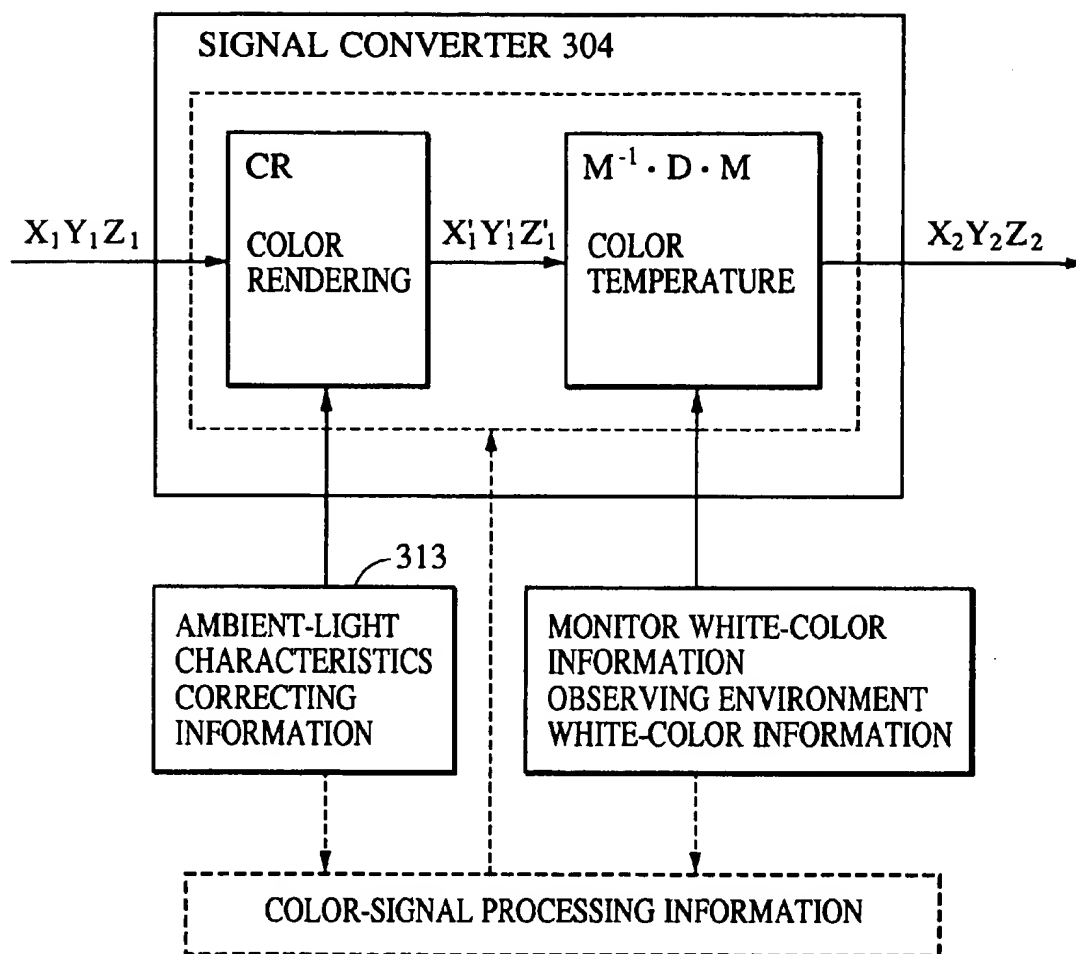 SIGNAL CONVERTER 304
CR
COLOR
RENDERING
M⁻¹ · D · M
COLOR
TEMPERATURE
X₁Y₁Z₁
X'₁Y'₁Z'₁
X₂Y₂Z₂
313
AMBIENT-LIGHT
CHARACTERISTICS
CORRECTING
INFORMATION
MONITOR WHITE-COLOR
INFORMATION
OBSERVING ENVIRONMENT
WHITE-COLOR INFORMATION
COLOR-SIGNAL PROCESSING INFORMATION